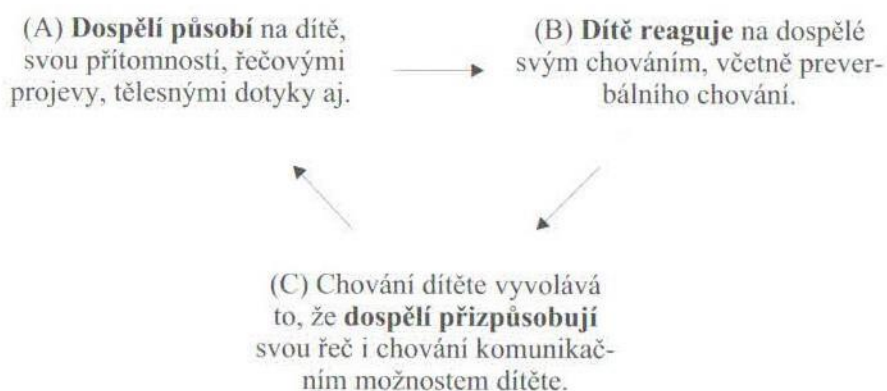 (A) Dospělí působí na dítě,
svou přítomností, řečovými
projevy, tělesnými dotyky aj.
(B) Dítě reaguje na dospělé
svým chováním, včetně prever-
bálního chování.
(C) Chování dítěte vyvolává
to, že dospělí přizpůsobují
svou řeč i chování komunikač-
ním možnostem dítěte.